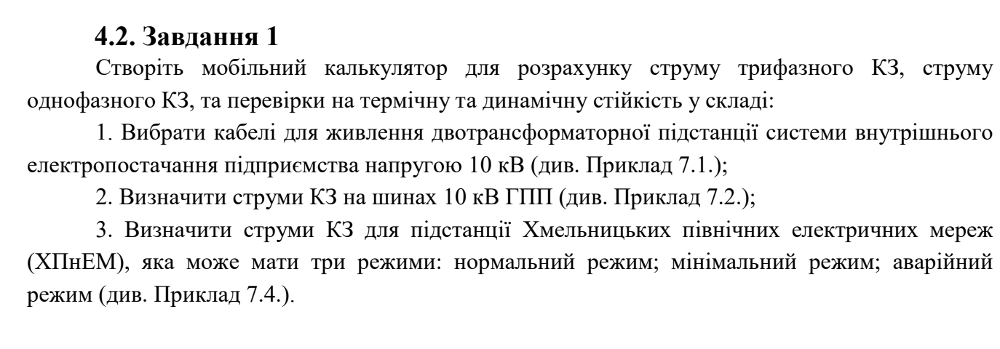 4.2. Завдання 1
Створіть мобільний калькулятор для розрахунку струму трифазного КЗ, струму
однофазного КЗ, та перевірки на термічну та динамічну стійкість у складі:
1. Вибрати кабелі для живлення двотрансформаторної підстанції системи внутрішнього
електропостачання підприємства напругою 10 кВ (див. Приклад 7.1.);
2. Визначити струми КЗ на шинах 10 кВ ГПП (див. Приклад 7.2.);
3. Визначити струми КЗ для підстанції Хмельницьких північних електричних мереж
(ХПнЕМ), яка може мати три режими: нормальний режим; мінімальний режим; аварійний
режим (див. Приклад 7.4.).